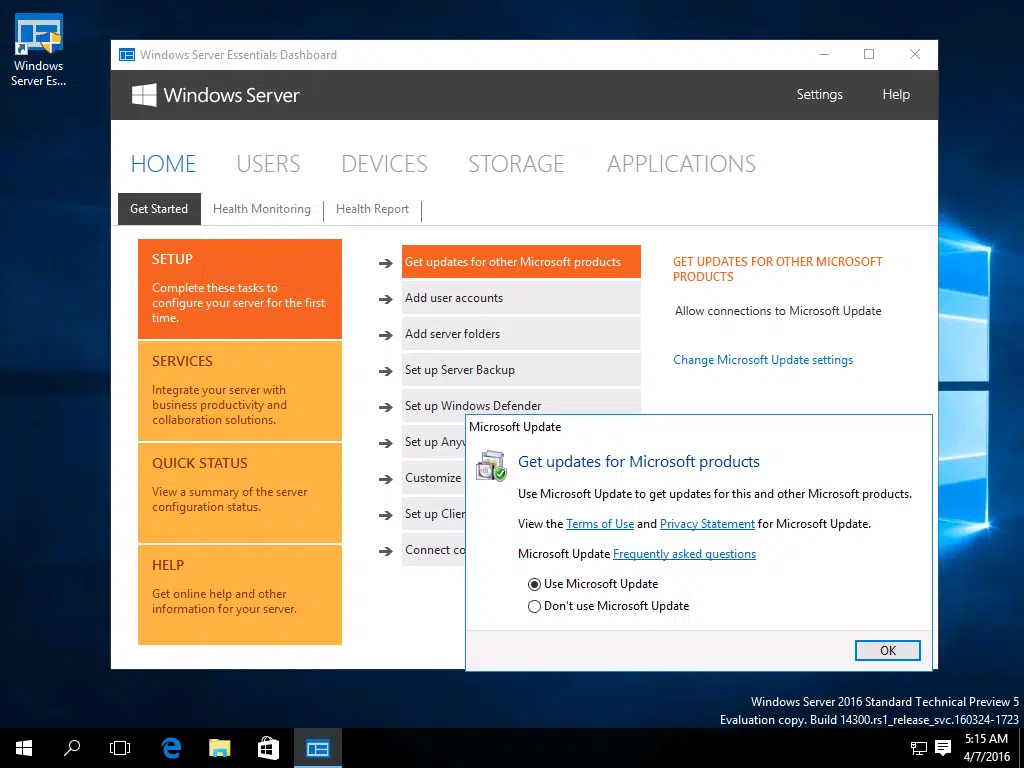 Windows
Server Es...
Windows Server Essentials Dashboard
Windows Server
Settings
Help
HOME
USERS
DEVICES
STORAGE
APPLICATIONS
Get Started
Health Monitoring
Health Report
SETUP
Complete these tasks to
configure your server for the first
time.
SERVICES
Integrate your server with
business productivity and
collaboration solutions.
QUICK STATUS
View a summary of the server
configuration status.
HELP
Get online help and other
information for your server.
Get updates for other Microsoft products
Add user accounts
Add server folders
Set up Server Backup
Set up Windows Defender
Set up Anyw
Customize
Set up Clien
Connect co
GET UPDATES FOR OTHER MICROSOFT
PRODUCTS
Allow connections to Microsoft Update
Change Microsoft Update settings
Microsoft Update
Get updates for Microsoft products
Use Microsoft Update to get updates for this and other Microsoft products.
View the Terms of Use and Privacy Statement for Microsoft Update.
Microsoft Update Frequently asked questions
Use Microsoft Update
Don't use Microsoft Update
OK
Windows Server 2016 Standard Technical Preview 5
Evaluation copy. Build 14300.rs1_release_svc.160324-1723
5:15 AM
4/7/2016